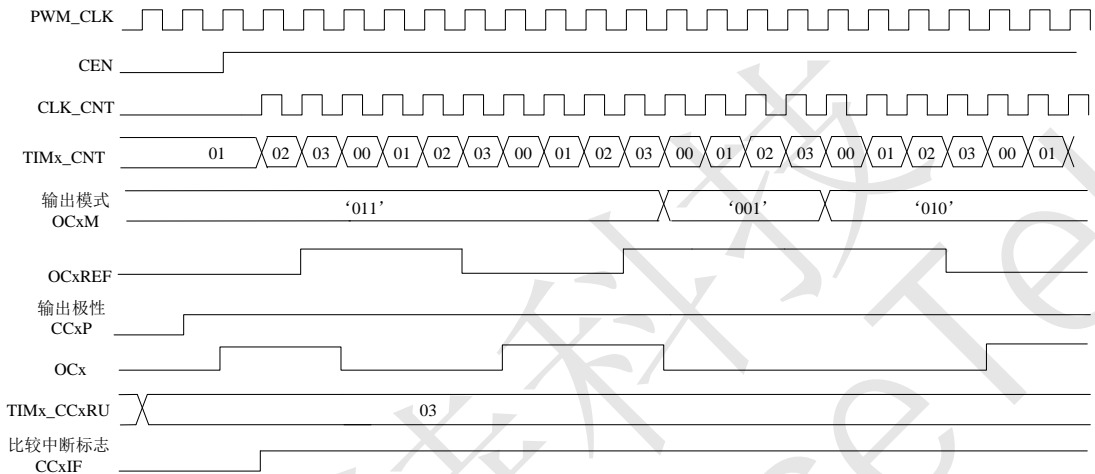 PWM_CLK
CEN
CLK_CNT
TIMx_CNT 01 02 03 00 01 02 03 00 01 02 03 00 01 02 03 00 01 02 03 00 01
输出模式
OCxM ‘011’ ‘001’ ‘010’
OCxREF
输出极性
CCxP
OCx
TIMx_CCxRU 03
比较中断标志
CCxIF